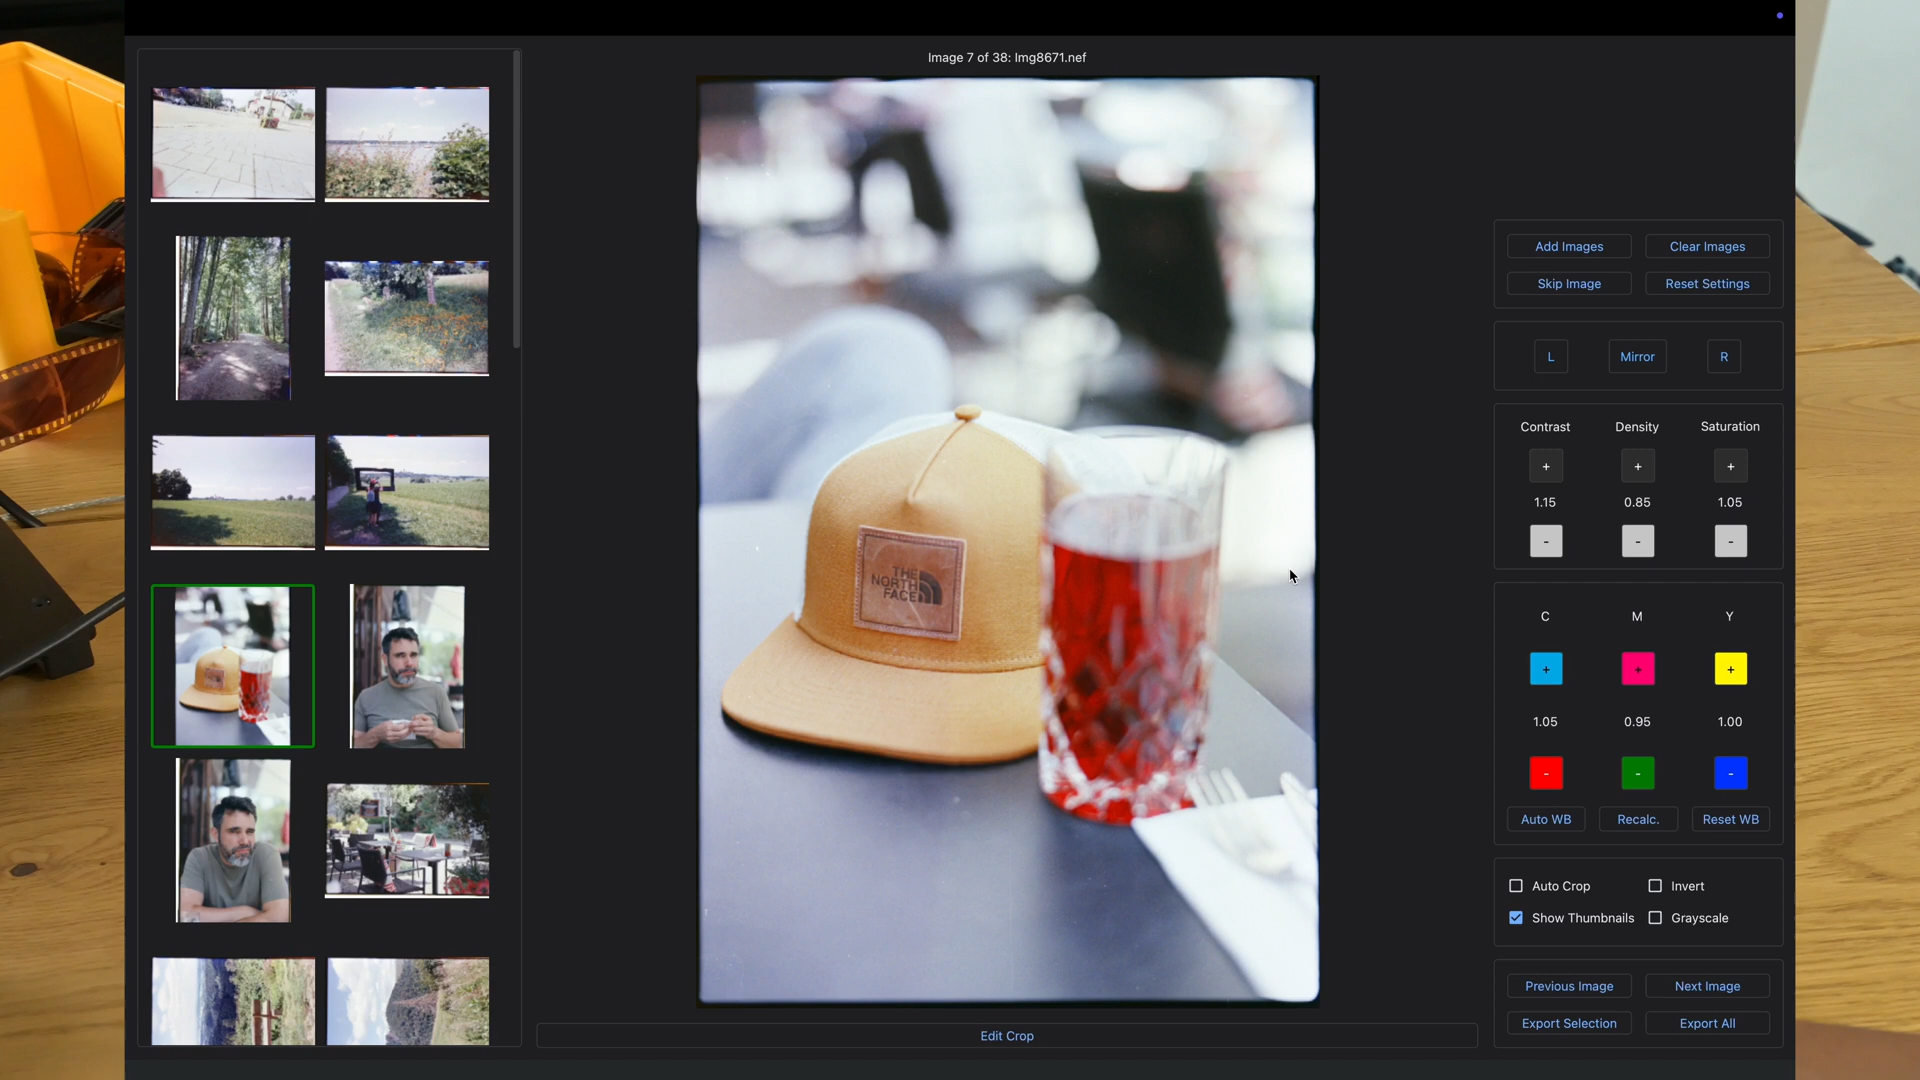 Image 7 of 38: Img8671.nef
THE
NORTH
FACE
Edit Crop
Add Images
Clear Images
Skip Image
Reset Settings
L
Mirror
R
Contrast
Density
Saturation
+
+
+
1.15
0.85
1.05
-
-
-
C
M
Y
+
+
+
1.05
0.95
1.00
-
-
-
Auto WB
Recalc.
Reset WB
Auto Crop
Invert
Show Thumbnails
Grayscale
Previous Image
Next Image
Export Selection
Export All